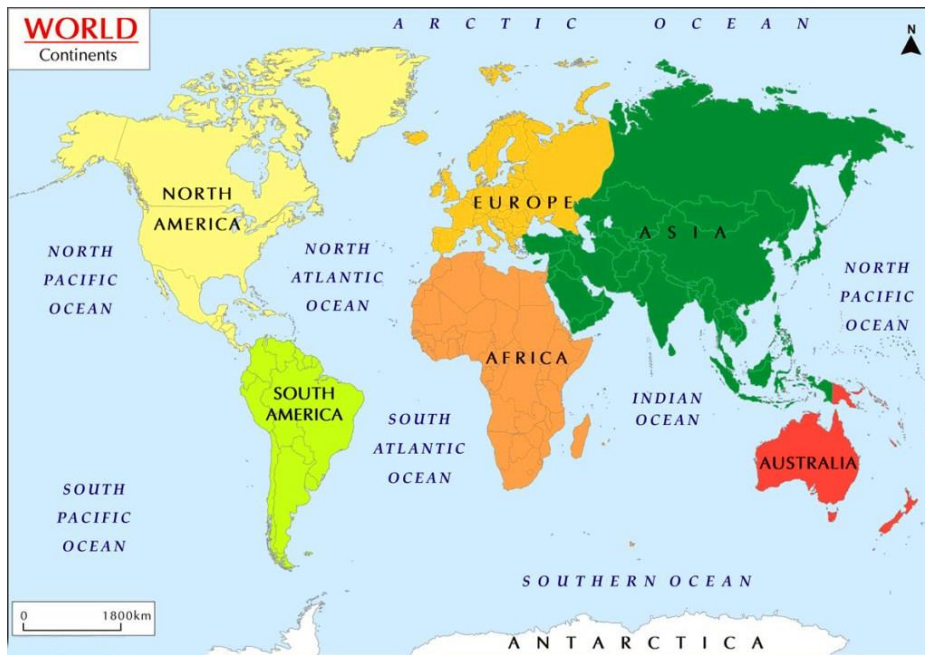 WORLD
Continents
ARCTIC OCEAN
N
NORTH
AMERICA
EUROPE
ASIA
NORTH
PACIFIC
OCEAN
NORTH
ATLANTIC
OCEAN
NORTH
PACIFIC
OCEAN
AFRICA
SOUTH
AMERICA
INDIAN
OCEAN
SOUTH
ATLANTIC
OCEAN
AUSTRALIA
SOUTH
PACIFIC
OCEAN
SOUTHERN OCEAN
0 1800km
ANTARCTICA